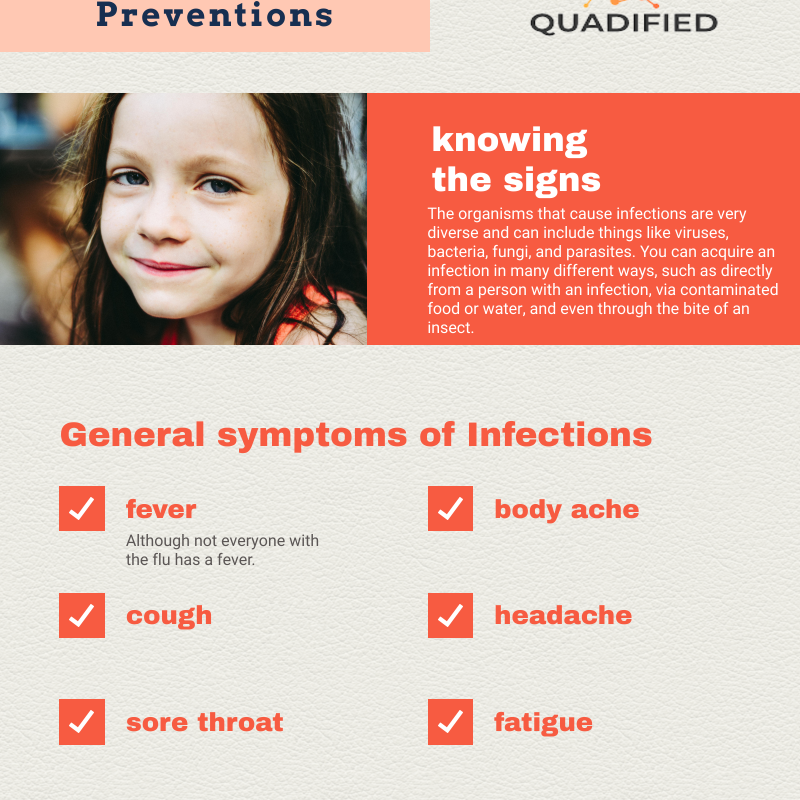 Preventions
QUADIFIED
knowing
the signs
The organisms that cause infections are very
diverse and can include things like viruses,
bacteria, fungi, and parasites. You can acquire an
infection in many different ways, such as directly
from a person with an infection, via contaminated
food or water, and even through the bite of an
insect.
General symptoms of Infections
fever
Although not everyone with
the flu has a fever.
body ache
cough
headache
sore throat
fatigue